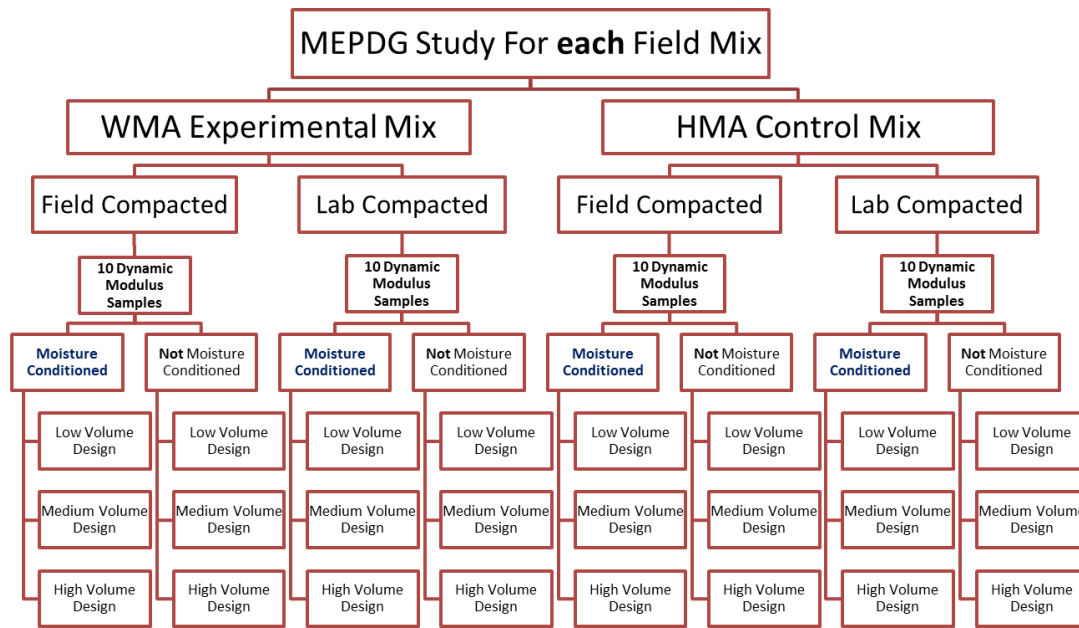 MEPDG Study For each Field Mix
WMA Experimental Mix
HMA Control Mix
Field Compacted
Lab Compacted
Field Compacted
Lab Compacted
10 Dynamic
Modulus
Samples
10 Dynamic
Modulus
Samples
10 Dynamic
Modulus
Samples
10 Dynamic
Modulus
Samples
Moisture
Conditioned
Not Moisture
Conditioned
Moisture
Conditioned
Not Moisture
Conditioned
Moisture
Conditioned
Not Moisture
Conditioned
Moisture
Conditioned
Not Moisture
Conditioned
Low Volume
Design
Low Volume
Design
Low Volume
Design
Low Volume
Design
Low Volume
Design
Low Volume
Design
Low Volume
Design
Low Volume
Design
Medium Volume
Design
Medium Volume
Design
Medium Volume
Design
Medium Volume
Design
Medium Volume
Design
Medium Volume
Design
Medium Volume
Design
Medium Volume
Design
High Volume
Design
High Volume
Design
High Volume
Design
High Volume
Design
High Volume
Design
High Volume
Design
High Volume
Design
High Volume
Design